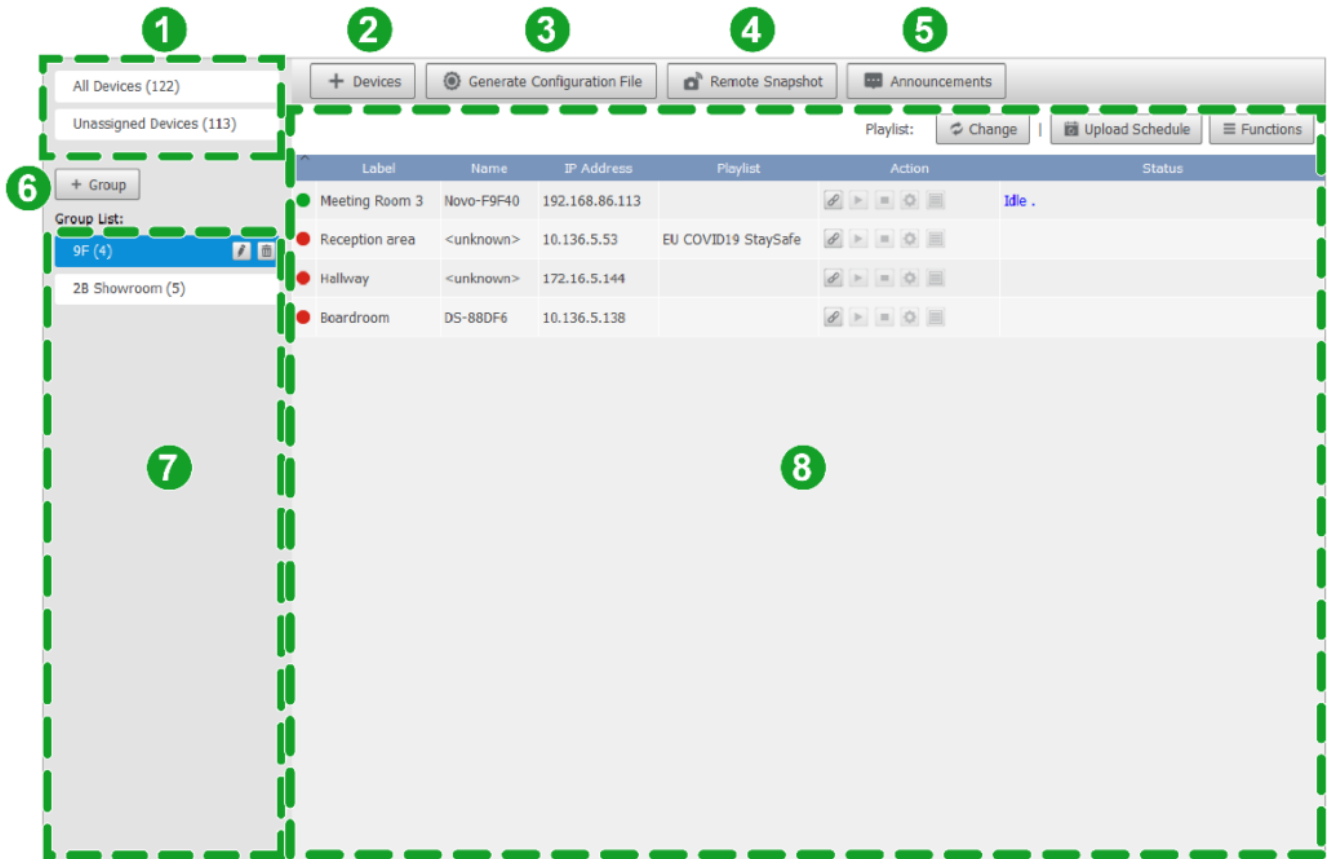 1 2 3 4 5
All Devices (122)
Unassigned Devices (113)
+ Devices Generate Configuration File Remote Snapshot Announcements
Playlist: Change | Upload Schedule Functions
6
+ Group
Group List:
9F (4)
2B Showroom (5)
7
Label Name IP Address Playlist Action Status
Meeting Room 3 Novo-F9F40 192.168.86.113 Idle .
Reception area <unknown> 10.136.5.53 EU COVID19 StaySafe
Hallway <unknown> 172.16.5.144
Boardroom DS-88DF6 10.136.5.138
8